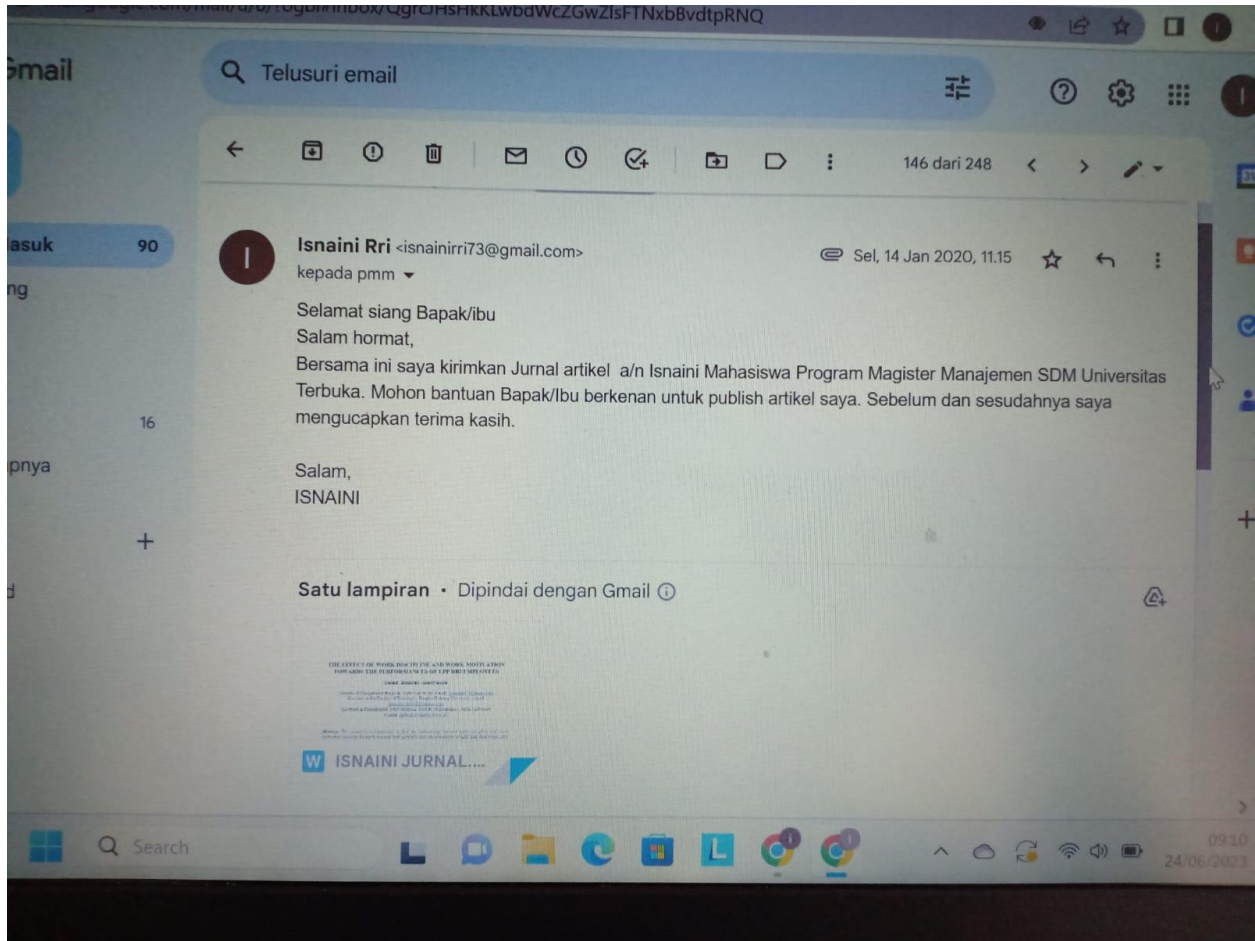 QgrcJHsHkKLwbdWcZGwZlsFTNxbBvdtpRNQ
Gmail
Telusuri email
146 dari 248
asuk 90
ng
16
pnya
Isnaini Rri <isnainirri73@gmail.com>
Sel, 14 Jan 2020, 11.15
kepada pmm
Selamat siang Bapak/ibu
Salam hormat,
Bersama ini saya kirimkan Jurnal artikel a/n Isnaini Mahasiswa Program Magister Manajemen SDM Universitas
Terbuka. Mohon bantuan Bapak/Ibu berkenan untuk publish artikel saya. Sebelum dan sesudahnya saya
mengucapkan terima kasih.
Salam,
ISNAINI
Satu lampiran • Dipindai dengan Gmail
THE EFFECT OF WORK DISCIPLINE AND WORK MOTIVATION
TOWARDS THE PERFORMANCE OF LPP RRI EMPLOYEES
W ISNAINI JURNAL....
Search
09.10
24/06/2023